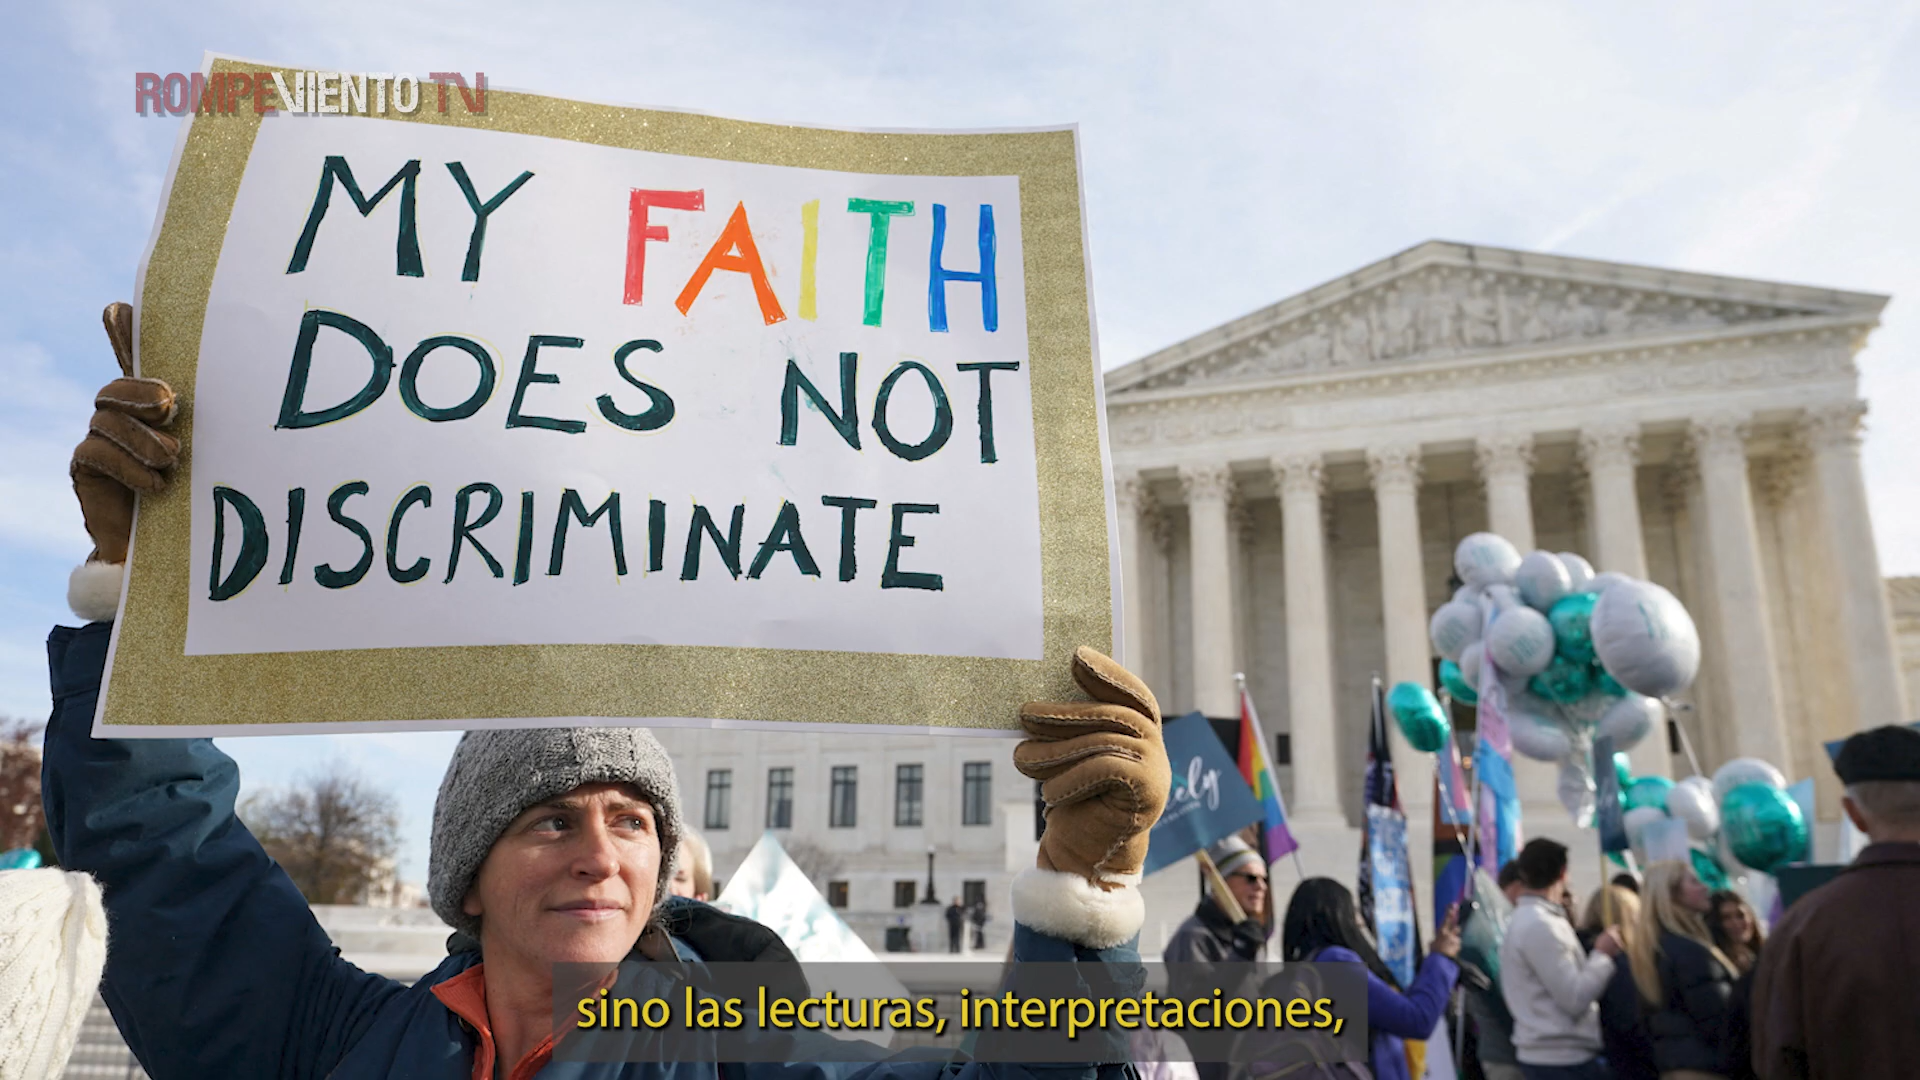 ROMPEVIENTO TV
MY FAITH
DOES NOT
DISCRIMINATE
sino las lecturas, interpretaciones,